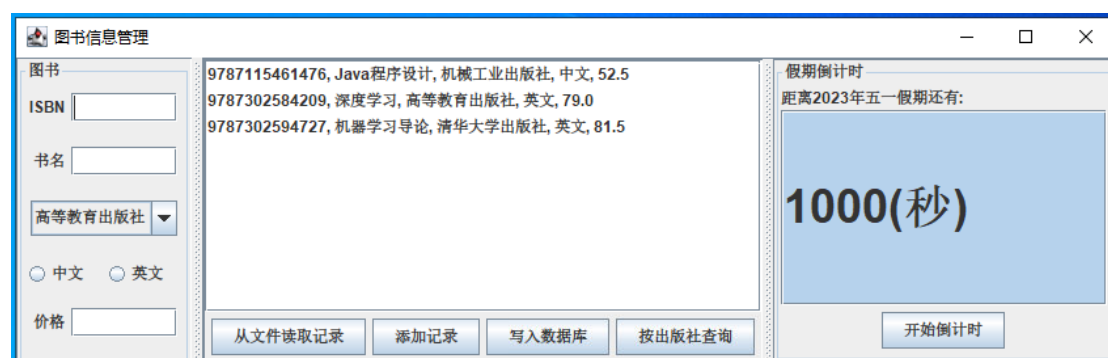 图书信息管理
图书
ISBN
书名
高等教育出版社
中文 英文
价格
9787115461476, Java程序设计, 机械工业出版社, 中文, 52.5
9787302584209, 深度学习, 高等教育出版社, 英文, 79.0
9787302594727, 机器学习导论, 清华大学出版社, 英文, 81.5
从文件读取记录 添加记录 写入数据库 按出版社查询
假期倒计时
距离2023年五一假期还有:
1000(秒)
开始倒计时